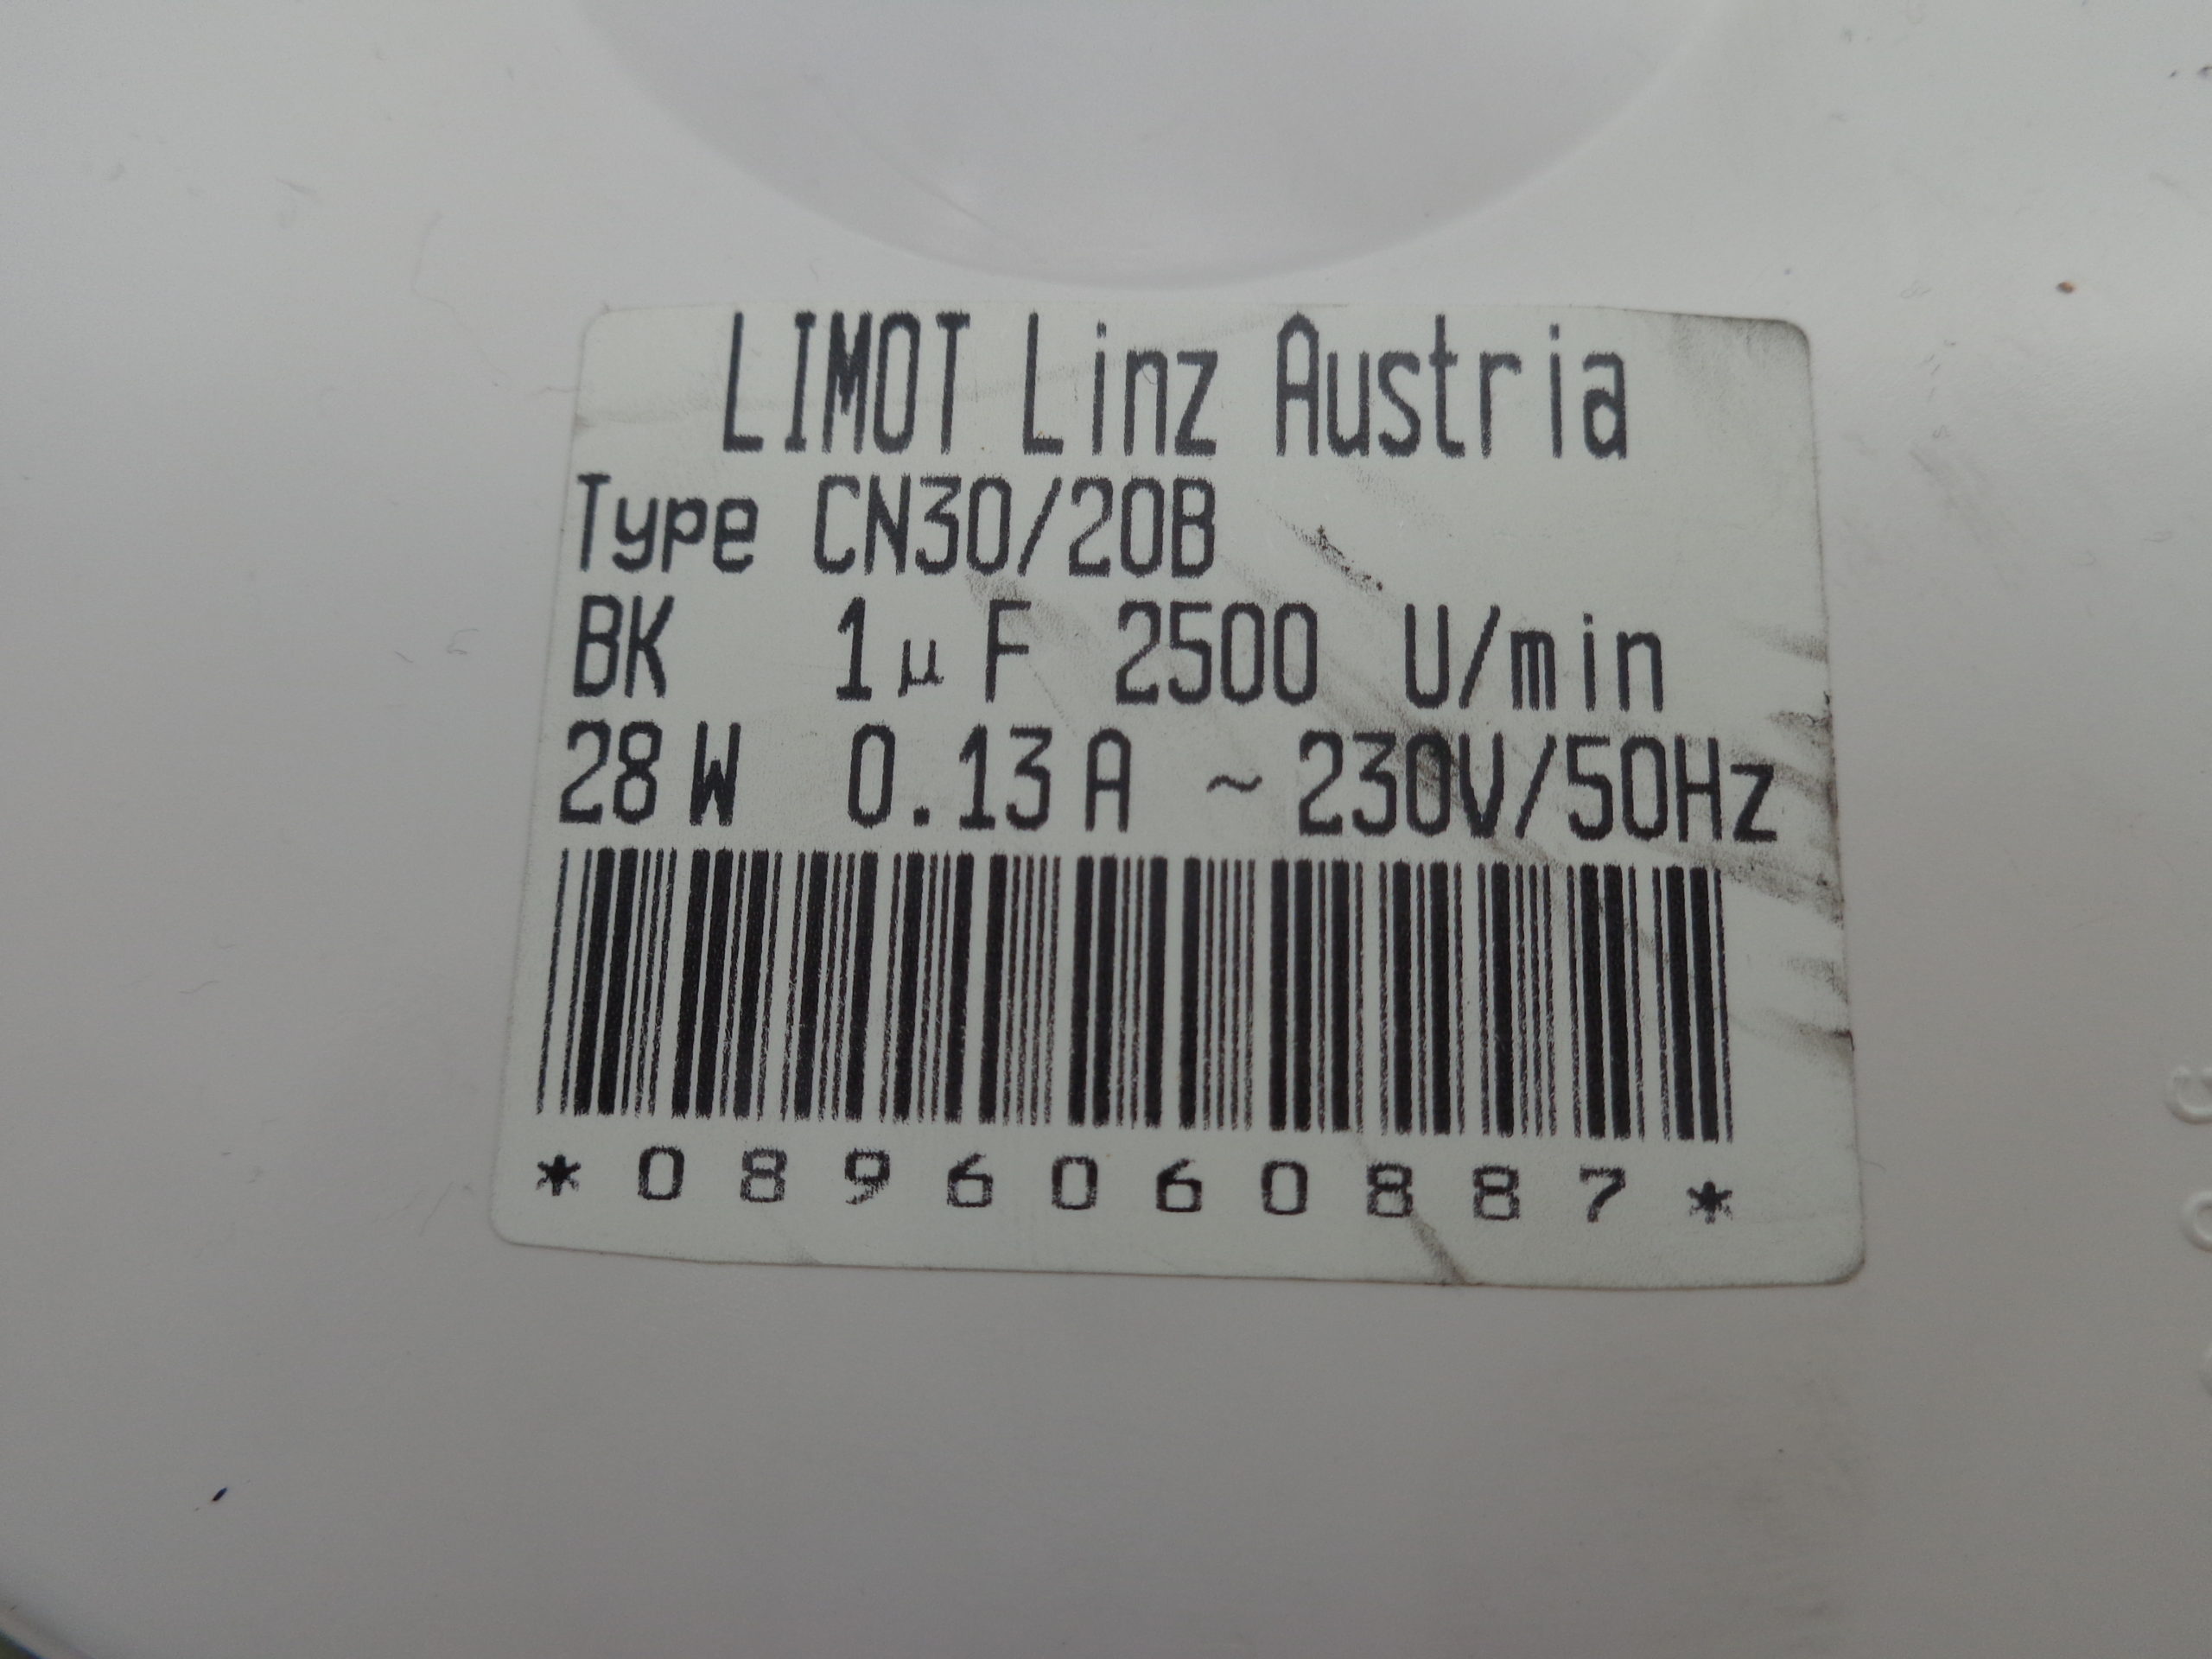 LIMOT Linz Austria
Type CN30/20B
BK 1µF 2500 U/min
28W 0.13A ~230V/50Hz
*0896060887*